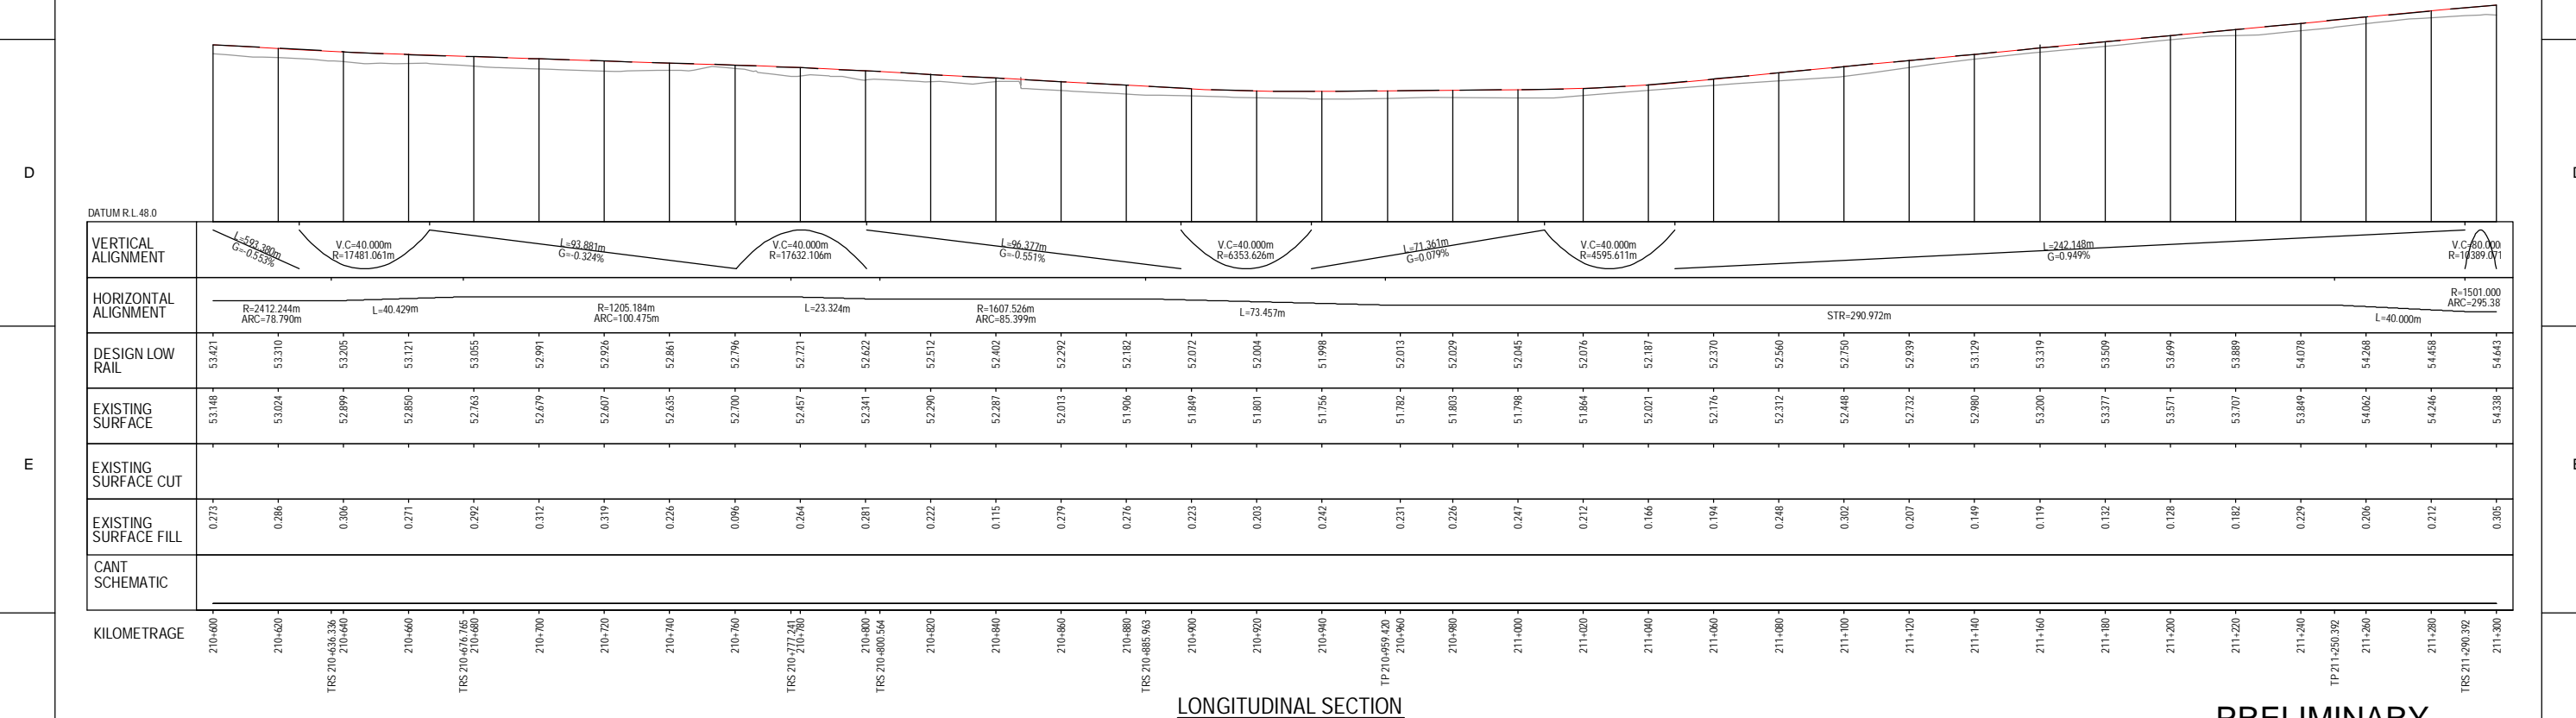 D
DATUM R.L.48.0
VERTICAL
ALIGNMENT
L=593.380m
G=-0.553%
V.C=40.000m
R=17481.061m
L=93.881m
G=-0.324%
V.C=40.000m
R=17632.106m
L=96.377m
G=-0.551%
V.C=40.000m
R=6353.626m
L=71.361m
G=0.079%
V.C=40.000m
R=4595.611m
L=242.148m
G=0.949%
V.C=80.000
R=10389.071
HORIZONTAL
ALIGNMENT
R=2412.244m
ARC=78.790m
L=40.429m
R=1205.184m
ARC=100.475m
L=23.324m
R=1607.526m
ARC=85.399m
L=73.457m
STR=290.972m
L=40.000m
R=1501.000
ARC=295.38
DESIGN LOW
RAIL
53.421 53.310 53.205 53.121 53.055 52.991 52.926 52.861 52.796 52.721 52.622 52.512 52.402 52.292 52.182 52.072 52.004 51.998 52.013 52.029 52.045 52.076 52.187 52.370 52.560 52.750 52.939 53.129 53.319 53.509 53.699 53.889 54.078 54.268 54.458 54.643
E
EXISTING
SURFACE
53.148 53.024 52.899 52.850 52.763 52.679 52.607 52.635 52.700 52.457 52.341 52.290 52.287 52.013 51.906 51.849 51.801 51.756 51.782 51.803 51.798 51.864 52.021 52.176 52.312 52.448 52.732 52.980 53.200 53.377 53.571 53.707 53.849 54.062 54.246 54.338
EXISTING
SURFACE CUT
EXISTING
SURFACE FILL
0.273 0.286 0.306 0.271 0.292 0.312 0.319 0.226 0.096 0.264 0.281 0.222 0.115 0.279 0.276 0.223 0.203 0.242 0.231 0.226 0.247 0.212 0.166 0.194 0.248 0.302 0.207 0.149 0.119 0.132 0.128 0.182 0.229 0.206 0.212 0.305
CANT
SCHEMATIC
KILOMETRAGE
210+600 210+620 TRS 210+636.336 210+640 210+660 TRS 210+676.765 210+680 210+700 210+720 210+740 210+760 TRS 210+777.241 210+780 210+800 TRS 210+800.564 210+820 210+840 210+860 210+880 TRS 210+885.963 210+900 210+920 210+940 TP 210+959.420 210+960 210+980 211+000 211+020 211+040 211+060 211+080 211+100 211+120 211+140 211+160 211+180 211+200 211+220 211+240 TP 211+250.392 211+260 211+280 TRS 211+290.392 211+300
LONGITUDINAL SECTION
PRELIMINARY